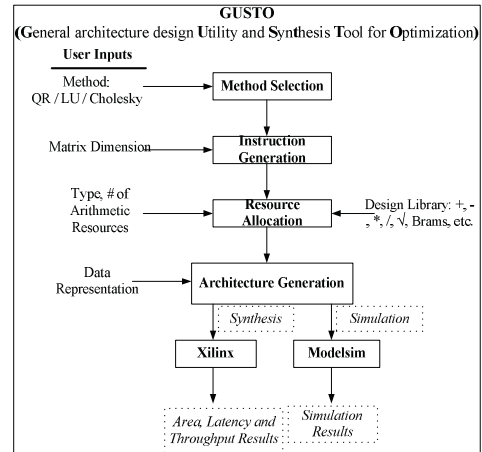 GUSTO
(General architecture design Utility and Synthesis Tool for Optimization)
User Inputs
Method:
QR / LU / Cholesky
Method Selection
Matrix Dimension
Instruction
Generation
Type, # of
Arithmetic
Resources
Resource
Allocation
Design Library: +, -
,*, /, √, Brams, etc.
Data
Representation
Architecture Generation
Synthesis
Simulation
Xilinx
Modelsim
Area, Latency and
Throughput Results
Simulation
Results